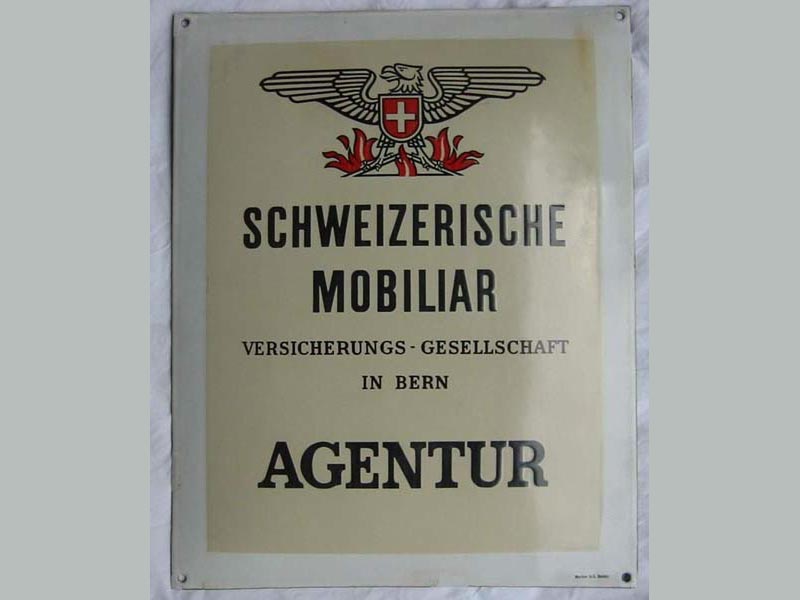 SCHWEIZERISCHE
MOBILIAR
VERSICHERUNGS-GESELLSCHAFT
IN BERN
AGENTUR